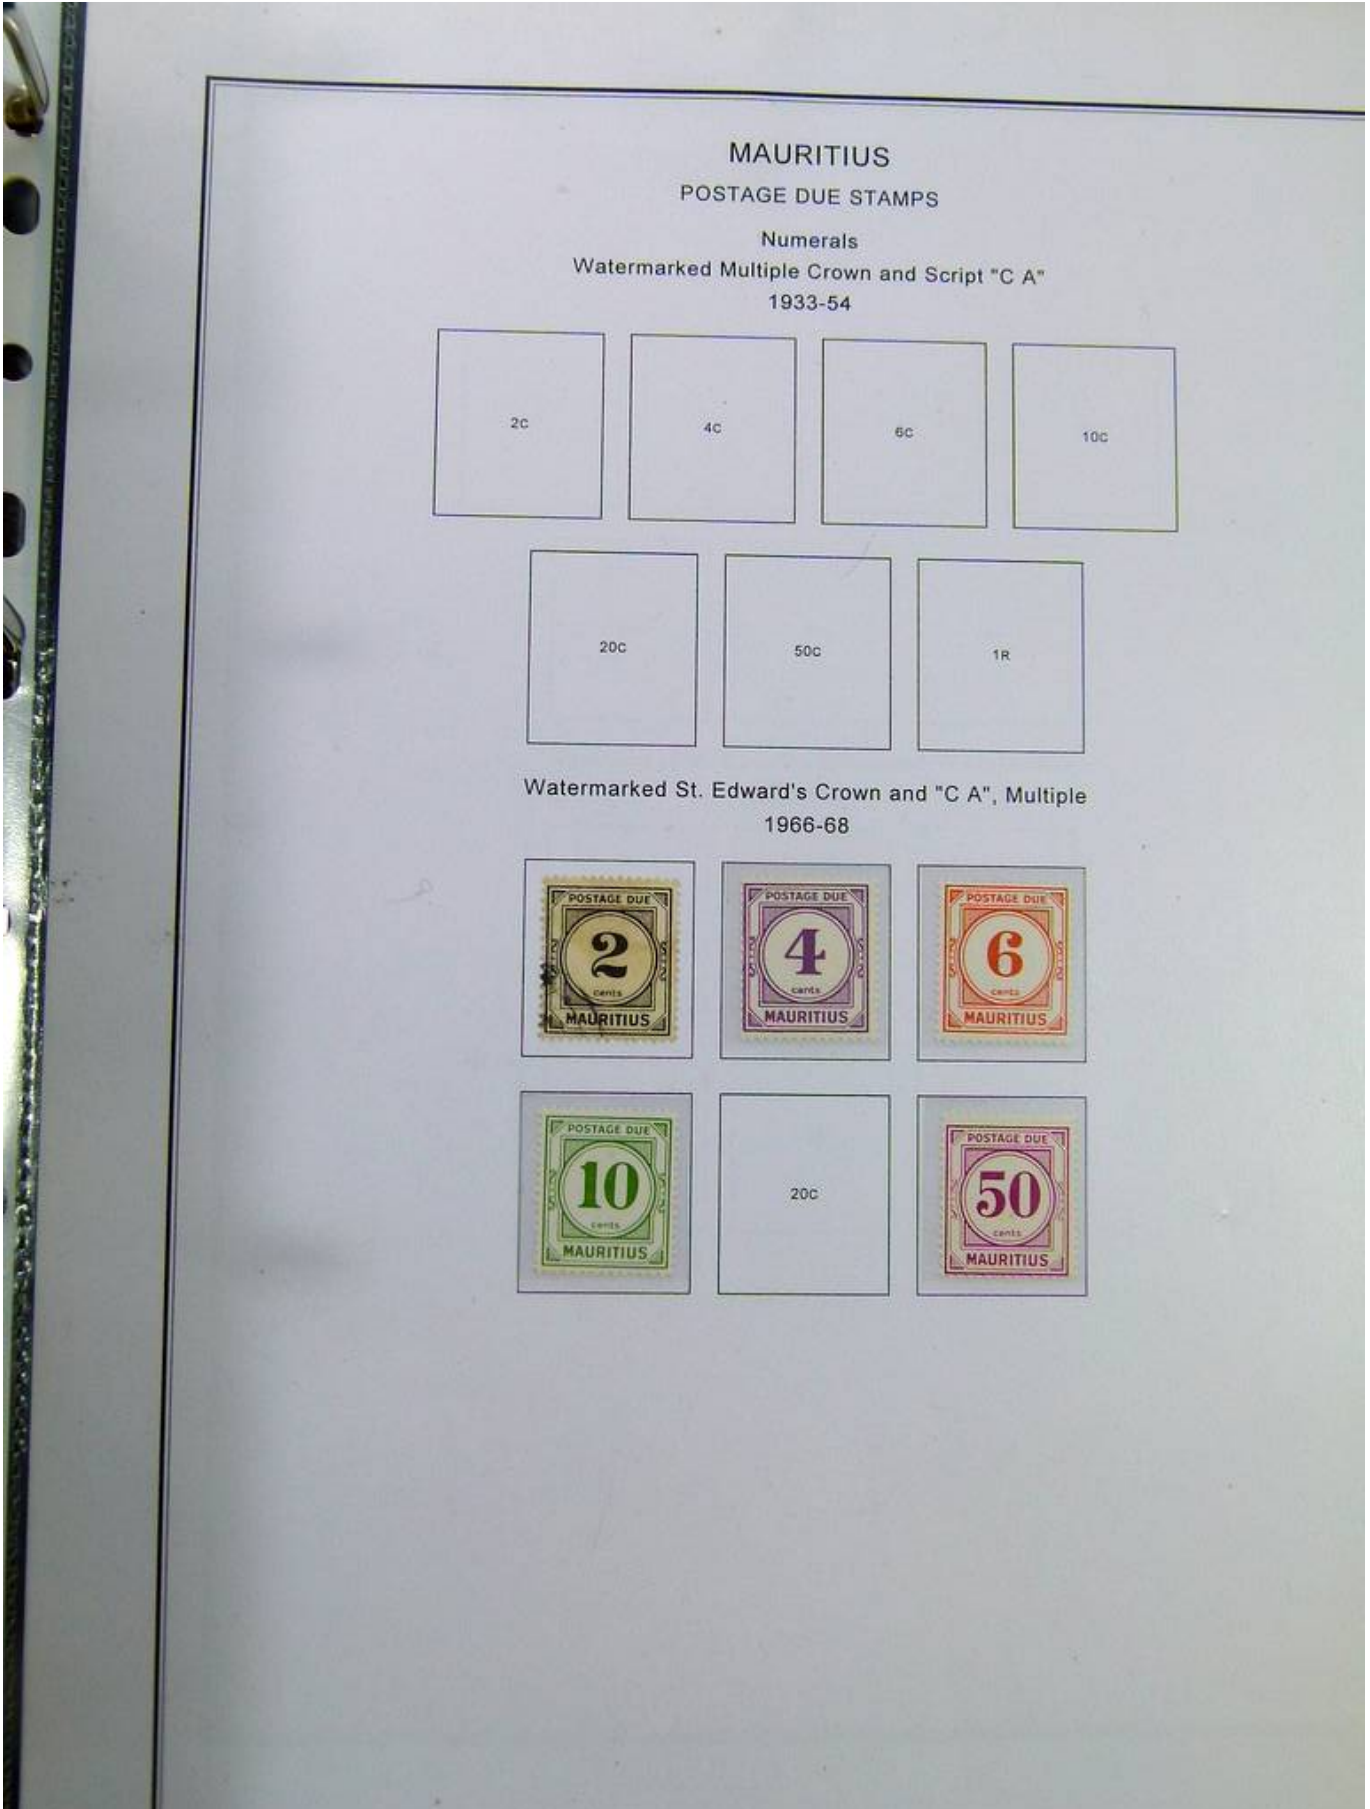 MAURITIUS
POSTAGE DUE STAMPS
Numerals
Watermarked Multiple Crown and Script "C A"
1933-54
2C 4C 6C 10C
20C 50C 1R
Watermarked St. Edward's Crown and "C A", Multiple
1966-68
POSTAGE DUE
2
cents
MAURITIUS
POSTAGE DUE
4
cents
MAURITIUS
POSTAGE DUE
6
cents
MAURITIUS
POSTAGE DUE
10
cents
MAURITIUS
20C
POSTAGE DUE
50
cents
MAURITIUS